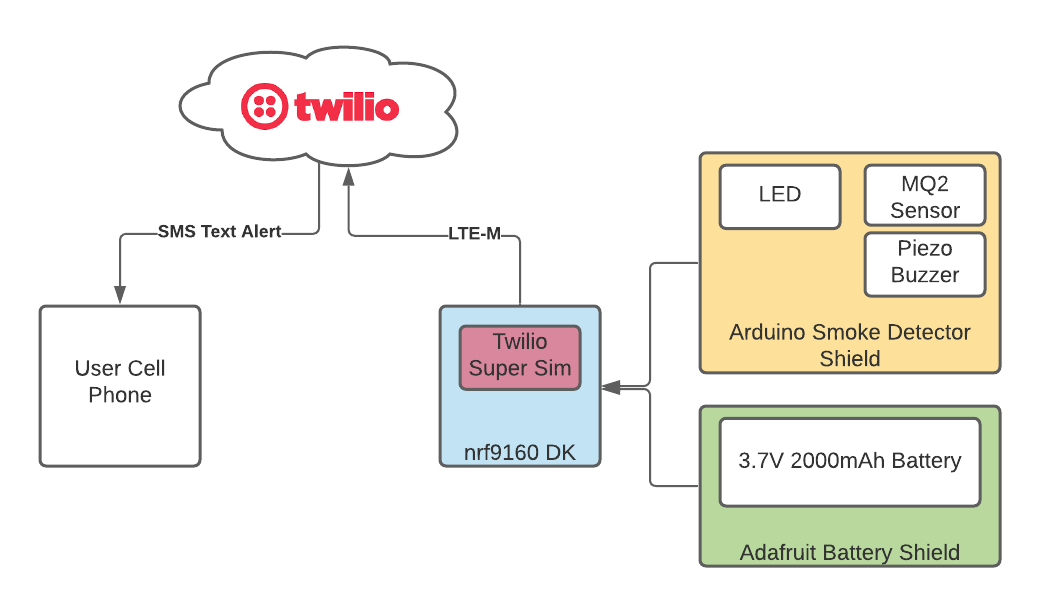 twilio
SMS Text Alert
LTE-M
User Cell
Phone
Twilio
Super Sim
nrf9160 DK
LED
MQ2
Sensor
Piezo
Buzzer
Arduino Smoke Detector
Shield
3.7V 2000mAh Battery
Adafruit Battery Shield